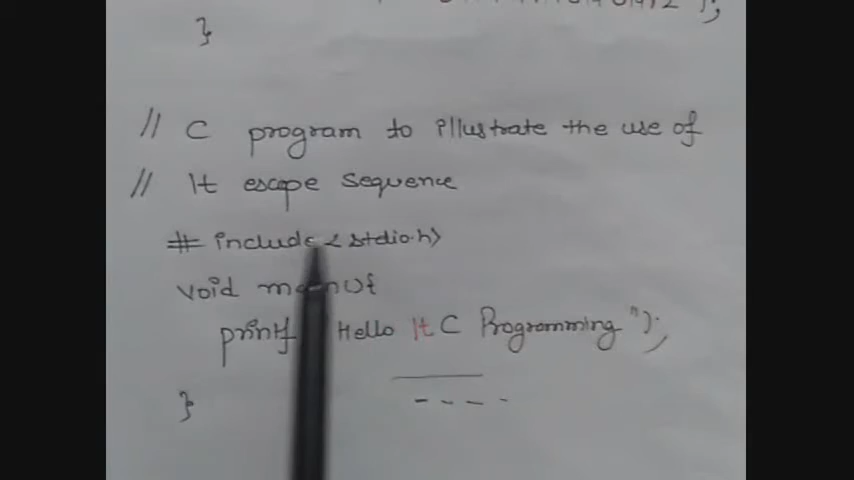 );
}
// C program to illustrate the use of
// \t escape sequence
# include <stdio.h>
void main(){
printf Hello \t C Programming ");
}